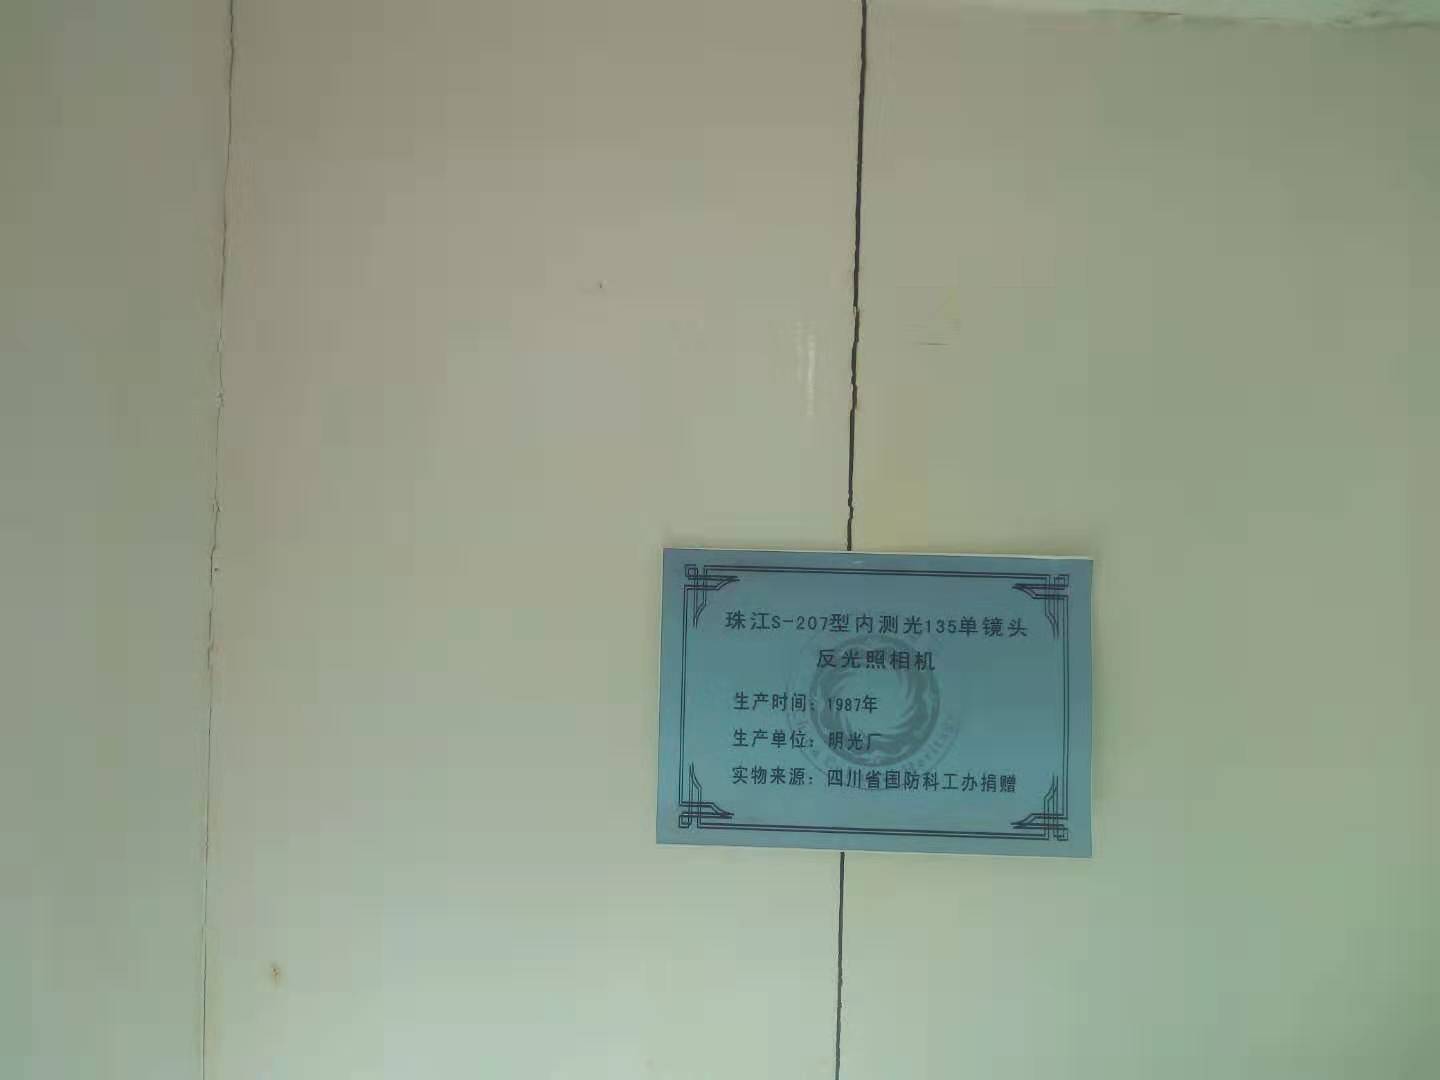 珠江S-207型内测光135单镜头
反光照相机
生产时间：1987年
生产单位：明光厂
实物来源：四川省国防科工办捐赠